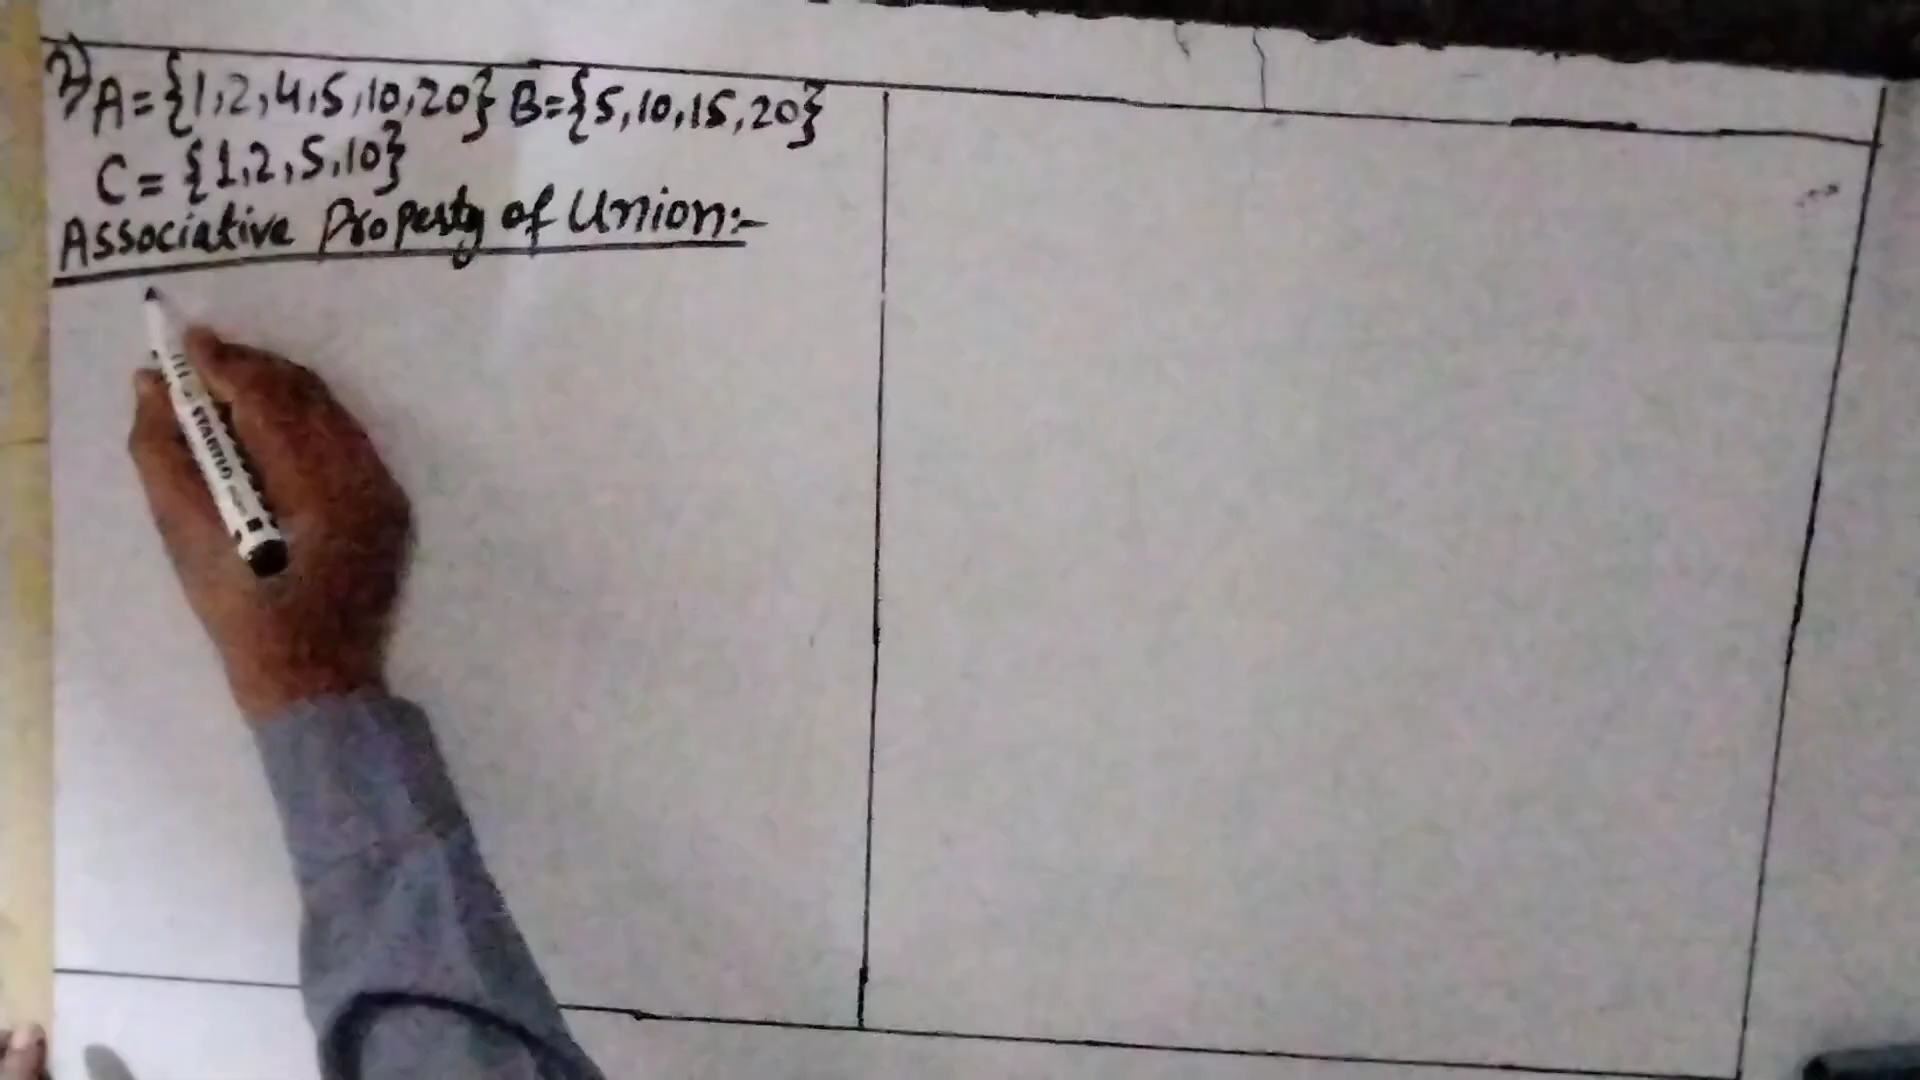 2) A = {1,2,4,5,10,20} B={5,10,15,20}
C = {1,2,5,10}
Associative Property of Union:-